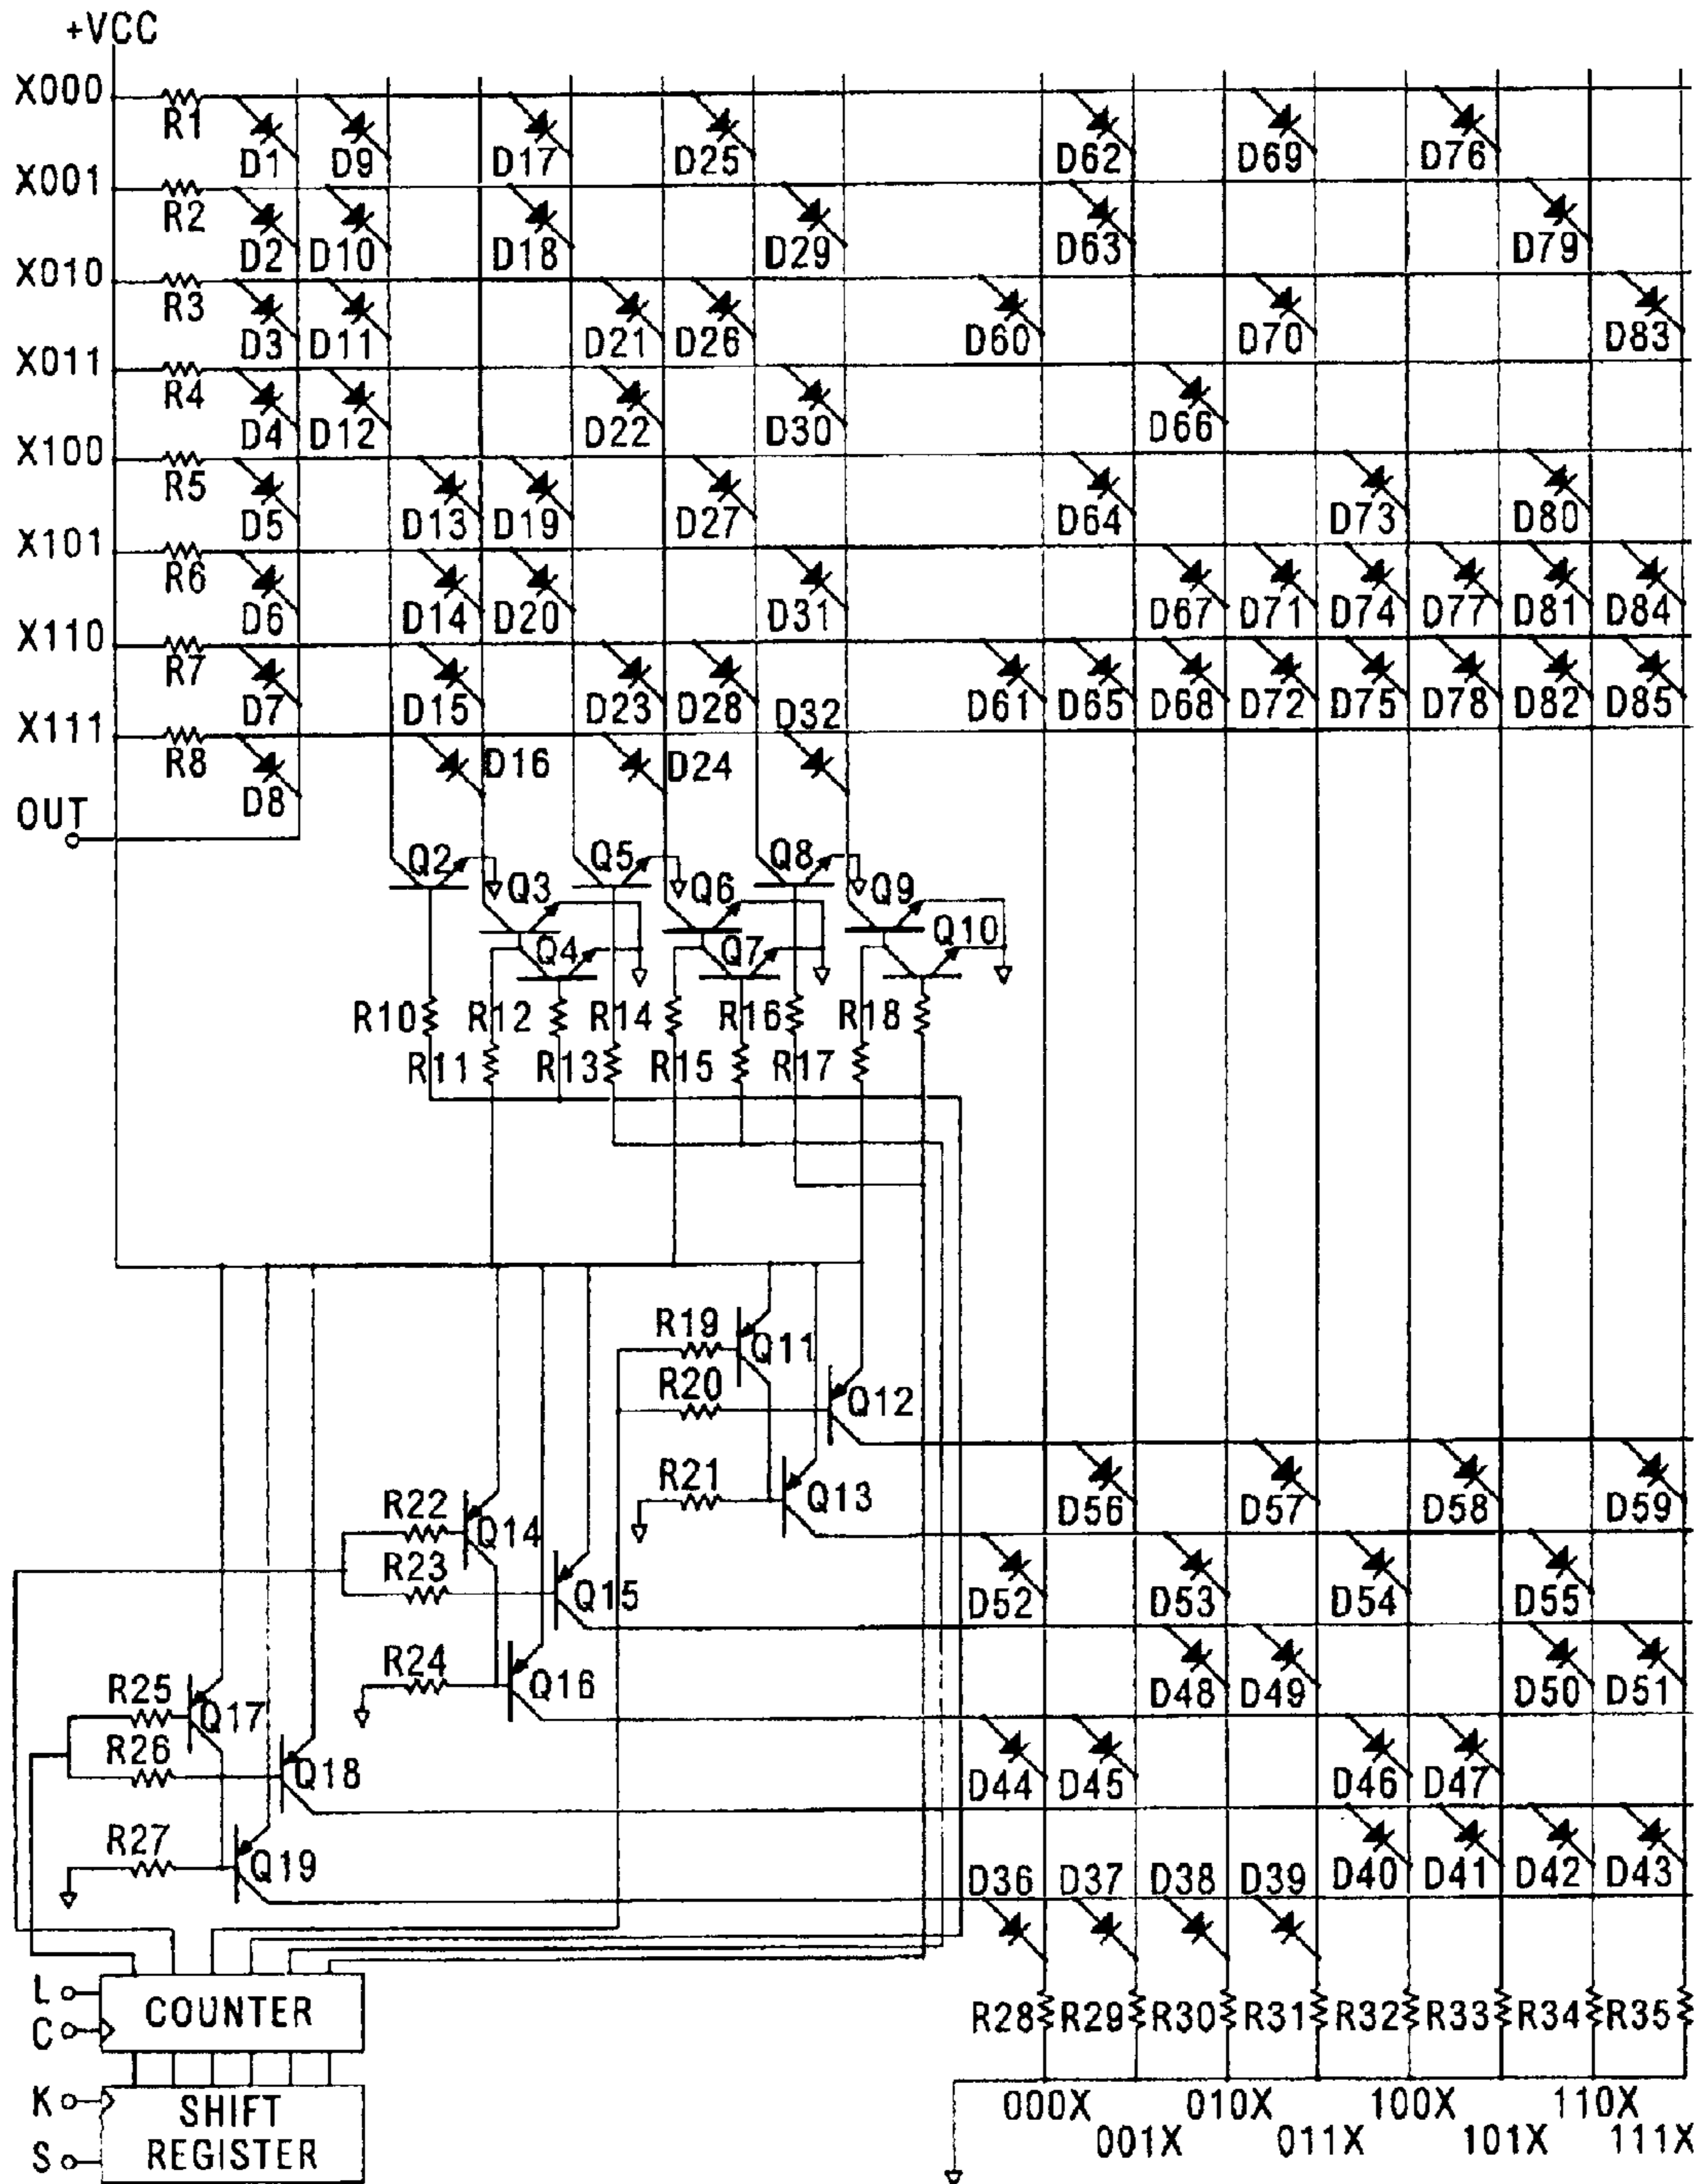 +VCC
X000
R1 D1 D9 D17 D25 D62 D69 D76
X001
R2 D2 D10 D18 D29 D63 D79
X010
R3 D3 D11 D21 D26 D60 D70 D83
X011
R4 D4 D12 D22 D30 D66
X100
R5 D5 D13 D19 D27 D64 D73 D80
X101
R6 D6 D14 D20 D31 D67 D71 D74 D77 D81 D84
X110
R7 D7 D15 D23 D28 D32 D61 D65 D68 D72 D75 D78 D82 D85
X111
R8 D8 D16 D24
OUT
Q2 Q5 Q8
Q3 Q6 Q9
Q4 Q7 Q10
R10 R12 R14 R16 R18
R11 R13 R15 R17
R19 Q11
R20 Q12
R21 Q13 D56 D57 D58 D59
R22 Q14
R23 Q15 D52 D53 D54 D55
R24 Q16 D48 D49 D50 D51
R25 Q17
R26 Q18 D44 D45 D46 D47
R27 Q19 D36 D37 D38 D39 D40 D41 D42 D43
L COUNTER
C
R28 R29 R30 R31 R32 R33 R34 R35
K SHIFT
S REGISTER
000X 010X 100X 110X
001X 011X 101X 111X